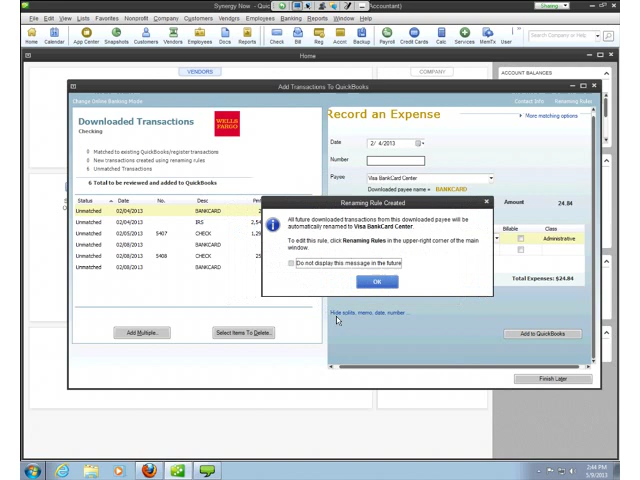 Synergy Now - Quic
Accountant)
Sharing
File Edit View Lists Favorites Nonprofit Company Customers Vendors Employees Banking Reports Window Help
Home Calendar App Center Snapshots Customers Vendors Employees Docs Reports Check Bill Reg Accnt Backup Payroll Credit Cards Calc Services MemTx User
Search Company or Help
Home
VENDORS
COMPANY
ACCOUNT BALANCES
Add Transactions To QuickBooks
Change Online Banking Mode
Contact Info Renaming Rules
Downloaded Transactions
Checking
WELLS
FARGO
0 Matched to existing QuickBooks/register transactions
0 New transactions created using renaming rules
6 Unmatched Transactions
6 Total to be reviewed and added to QuickBooks
Status Date No. Desc
Unmatched 02/04/2013 BANKCARD
Unmatched 02/04/2013 IRS 2,54
Unmatched 02/05/2013 5407 CHECK 1,29
Unmatched 02/08/2013 BANKCARD
Unmatched 02/08/2013 5408 CHECK 25
Unmatched 02/08/2013 BANKCARD
Add Multiple..
Select Items To Delete..
Record an Expense
More matching options
Date 2/ 4/2013
Number
Payee Visa BankCard Center
Downloaded payee name BANKCARD
Amount 24.84
Billable Class
Administrative
Total Expenses: $24.84
Renaming Rule Created
All future downloaded transactions from this downloaded payee will be
automatically renamed to Visa BankCard Center.
To edit this rule, click Renaming Rules in the upper-right corner of the main
window.
Do not display this message in the future
OK
Hide splits, memo, date, number ...
Add to QuickBooks
Finish Later
2:44 PM
5/9/2013